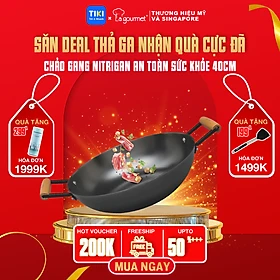 TIKI
La gourmet
THƯƠNG HIỆU MỸ
VÀ SINGAPORE
SĂN DEAL THẢ GA NHẬN QUÀ CỰC ĐÃ
CHẢO GANG NITRIGAN AN TOÀN SỨC KHỎE 40CM
QUÀ TẶNG
299K
HÓA ĐƠN
1999K
QUÀ TẶNG
199K
HÓA ĐƠN
1499K
HOT VOUCHER
200K
FREESHIP
FREE
UPTO
50%+++
MUA NGAY